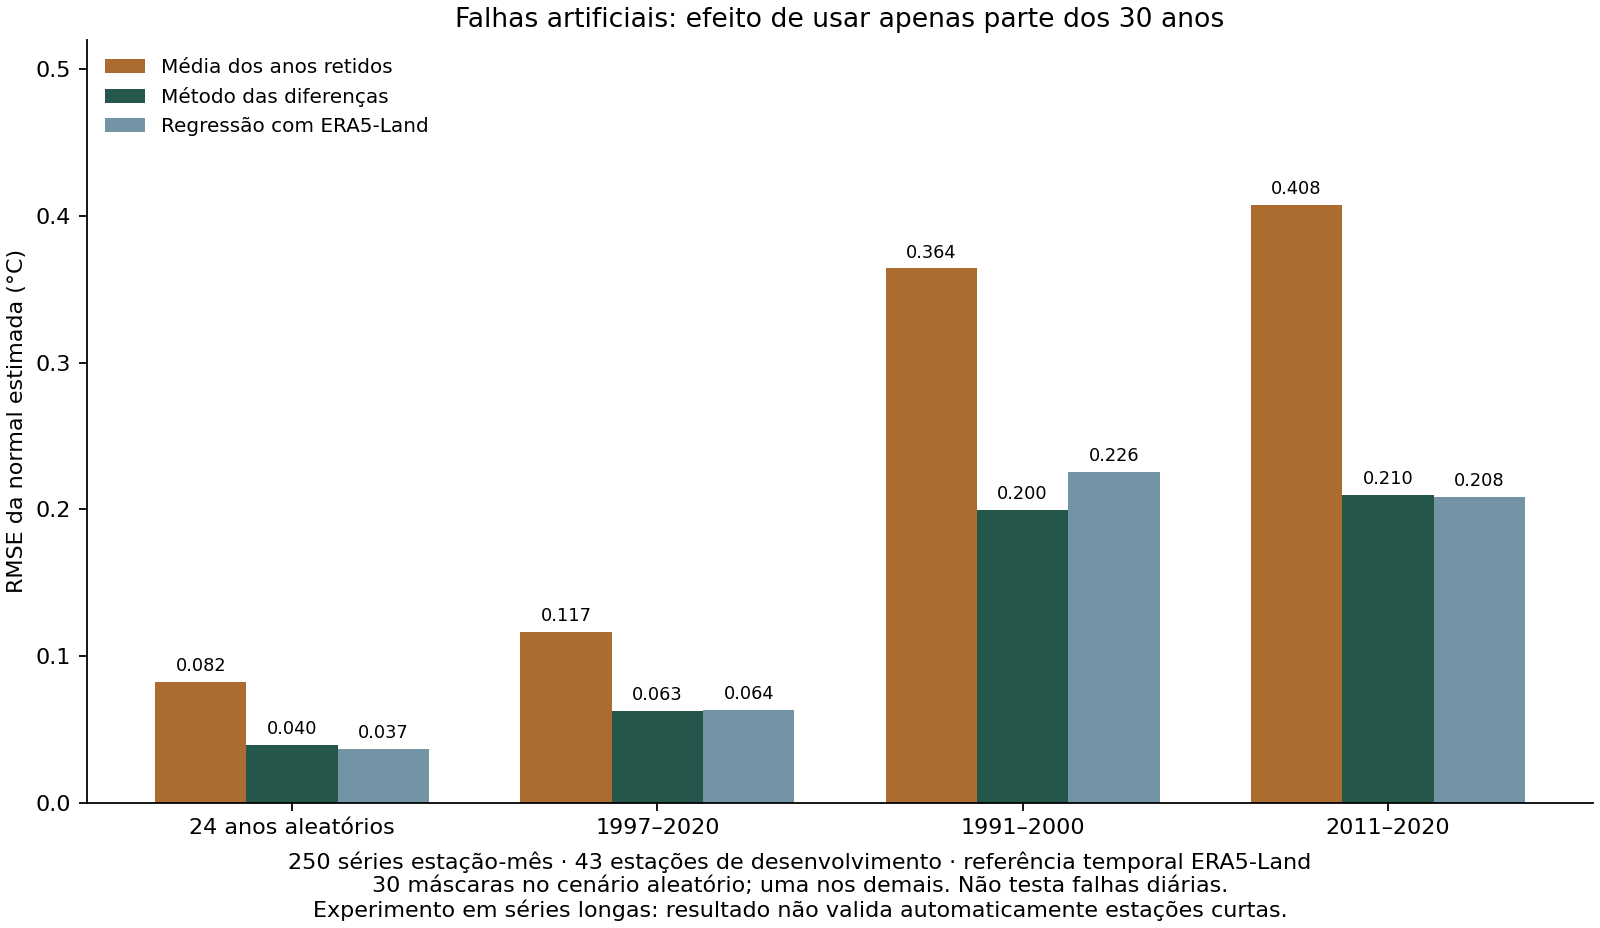 Falhas artificiais: efeito de usar apenas parte dos 30 anos
Média dos anos retidos
Método das diferenças
Regressão com ERA5-Land
RMSE da normal estimada (°C)
0.5
0.4
0.3
0.2
0.1
0.0
0.082
0.040
0.037
0.117
0.063
0.064
0.364
0.200
0.226
0.408
0.210
0.208
24 anos aleatórios
1997–2020
1991–2000
2011–2020
250 séries estação-mês · 43 estações de desenvolvimento · referência temporal ERA5-Land
30 máscaras no cenário aleatório; uma nos demais. Não testa falhas diárias.
Experimento em séries longas: resultado não valida automaticamente estações curtas.